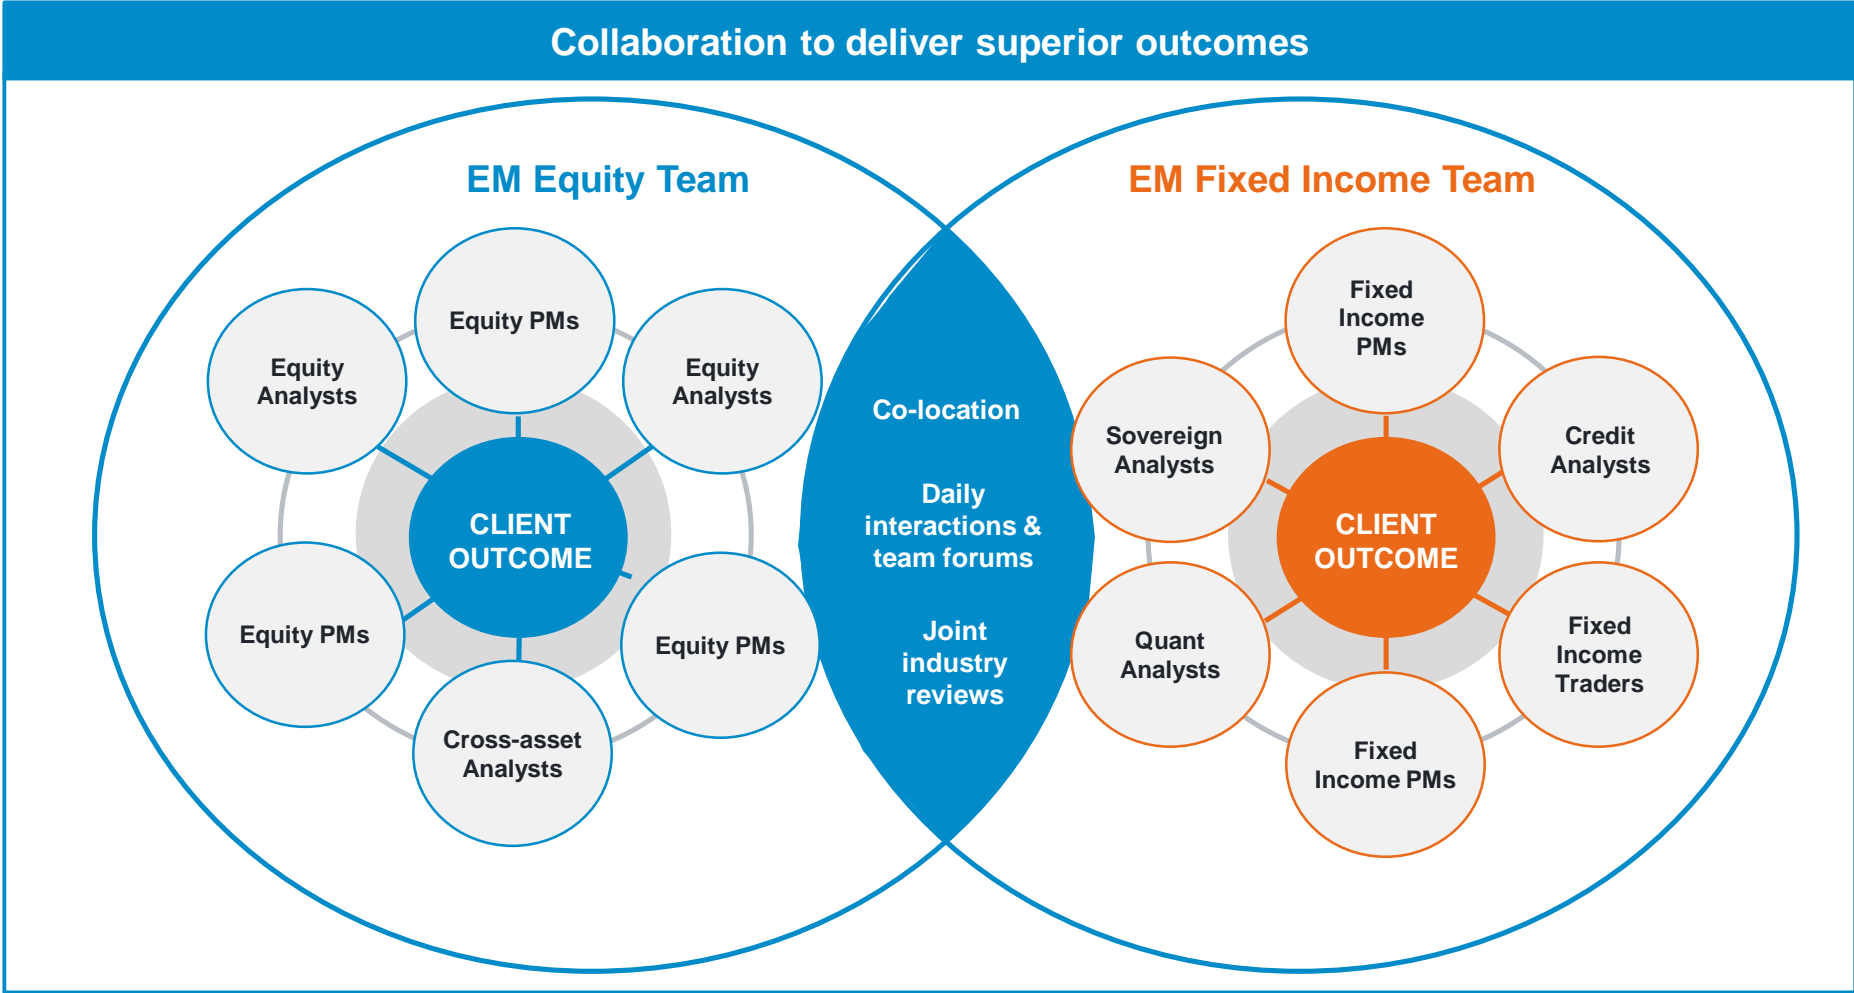 Collaboration to deliver superior outcomes
EM Equity Team
Equity PMs
Equity
Analysts
Equity
Analysts
CLIENT
OUTCOME
Equity PMs
Equity PMs
Cross-asset
Analysts
Co-location
Daily
interactions &
team forums
Joint
industry
reviews
EM Fixed Income Team
Fixed
Income
PMs
Sovereign
Analysts
Credit
Analysts
CLIENT
OUTCOME
Quant
Analysts
Fixed
Income
Traders
Fixed
Income PMs